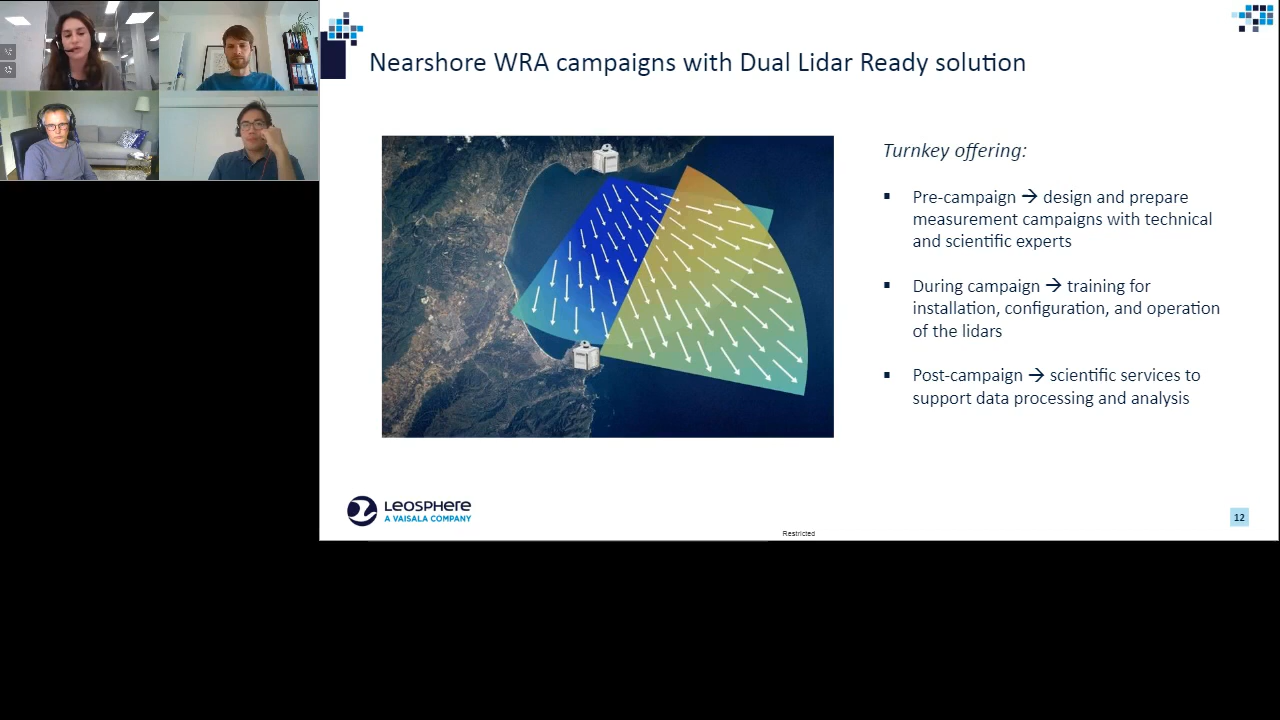 Nearshore WRA campaigns with Dual Lidar Ready solution
Turnkey offering:
▪ Pre-campaign → design and prepare
measurement campaigns with technical
and scientific experts
▪ During campaign → training for
installation, configuration, and operation
of the lidars
▪ Post-campaign → scientific services to
support data processing and analysis
LEOSPHERE
A VAISALA COMPANY
12
Restricted